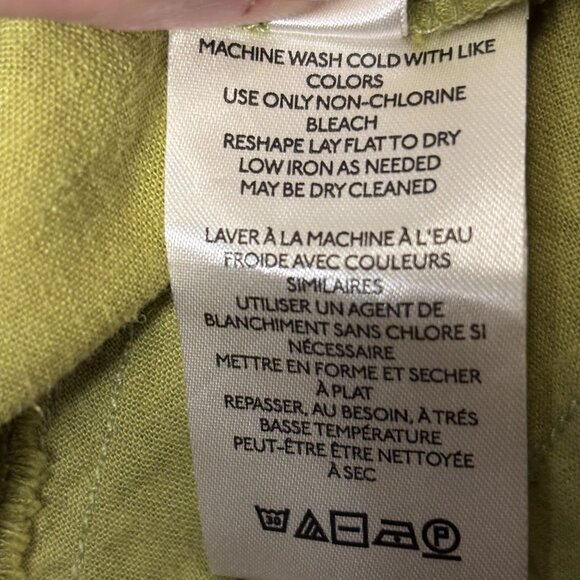 MACHINE WASH COLD WITH LIKE
COLORS
USE ONLY NON-CHLORINE
BLEACH
RESHAPE LAY FLAT TO DRY
LOW IRON AS NEEDED
MAY BE DRY CLEANED
LAVER À LA MACHINE À L'EAU
FROIDE AVEC COULEURS
SIMILAIRES
UTILISER UN AGENT DE
BLANCHIMENT SANS CHLORE SI
NÉCESSAIRE
METTRE EN FORME ET SECHER
À PLAT
REPASSER, AU BESOIN, À TRÉS
BASSE TEMPÉRATURE
PEUT-ÊTRE ÊTRE NETTOYÉE
À SEC
30 P